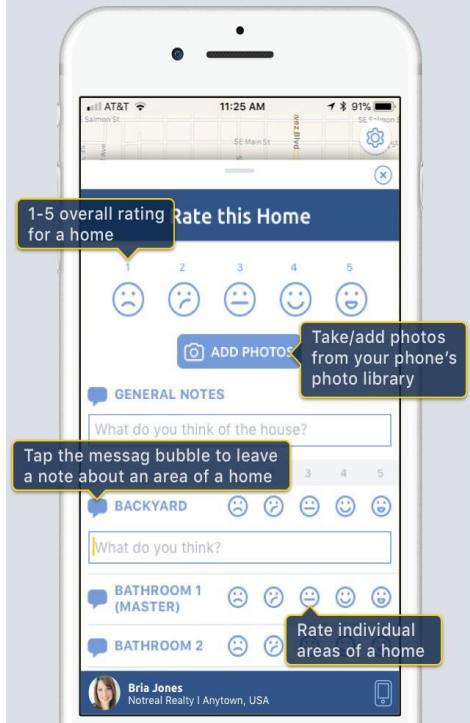 AT&T 11:25 AM 91%
Salmon St
SE Main St
vez Blvd
Ave
Rate this Home
1-5 overall rating
for a home
1 2 3 4 5
ADD PHOTOS
Take/add photos
from your phone's
photo library
GENERAL NOTES
What do you think of the house?
Tap the messag bubble to leave
a note about an area of a home
3 4 5
BACKYARD
What do you think?
BATHROOM 1
(MASTER)
Rate individual
areas of a home
BATHROOM 2
Bria Jones
Notreal Realty I Anytown, USA